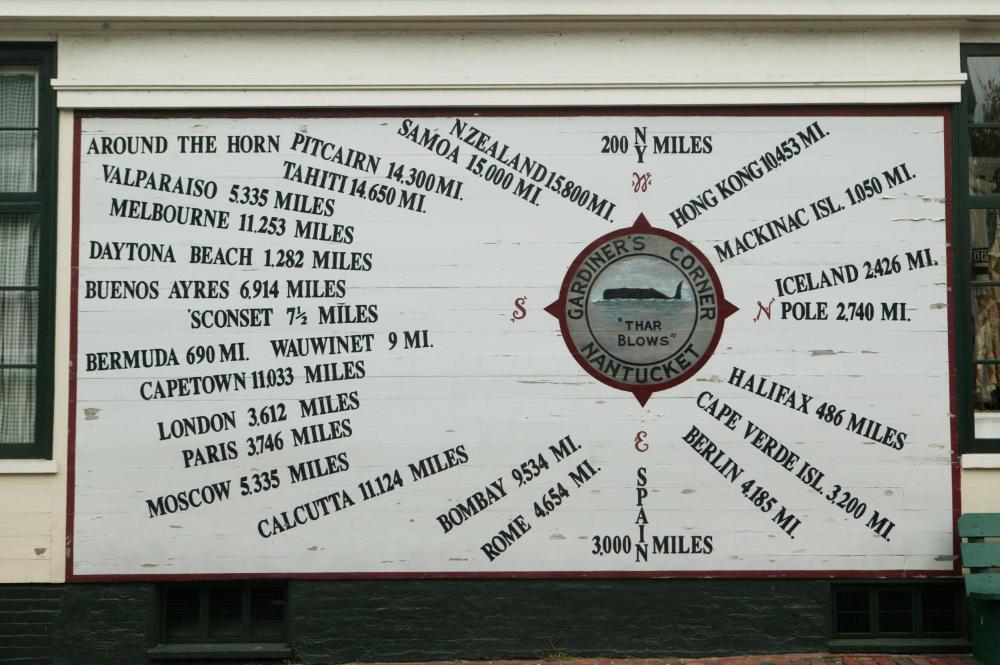 AROUND THE HORN
PITCAIRN 14.300 MI.
TAHITI 14.650 MI.
SAMOA 15,000 MI.
N.ZEALAND 15,800 MI.
VALPARAISO 5.335 MILES
MELBOURNE 11.253 MILES
DAYTONA BEACH 1.282 MILES
BUENOS AYRES 6,914 MILES
'SCONSET 7½ MILES
BERMUDA 690 MI. WAUWINET 9 MI.
CAPETOWN 11,033 MILES
LONDON 3,612 MILES
PARIS 3.746 MILES
MOSCOW 5.335 MILES
CALCUTTA 11.124 MILES
BOMBAY 9,534 MI.
ROME 4,654 MI.
200 NY MILES
W
HONG KONG 10.453 MI.
MACKINAC ISL. 1.050 MI.
ICELAND 2,426 MI.
N POLE 2,740 MI.
S
GARDINER'S CORNER
"THAR
BLOWS"
NANTUCKET
HALIFAX 486 MILES
CAPE VERDE ISL. 3,200 MI.
BERLIN 4,185 MI.
E
3,000 SPAIN MILES